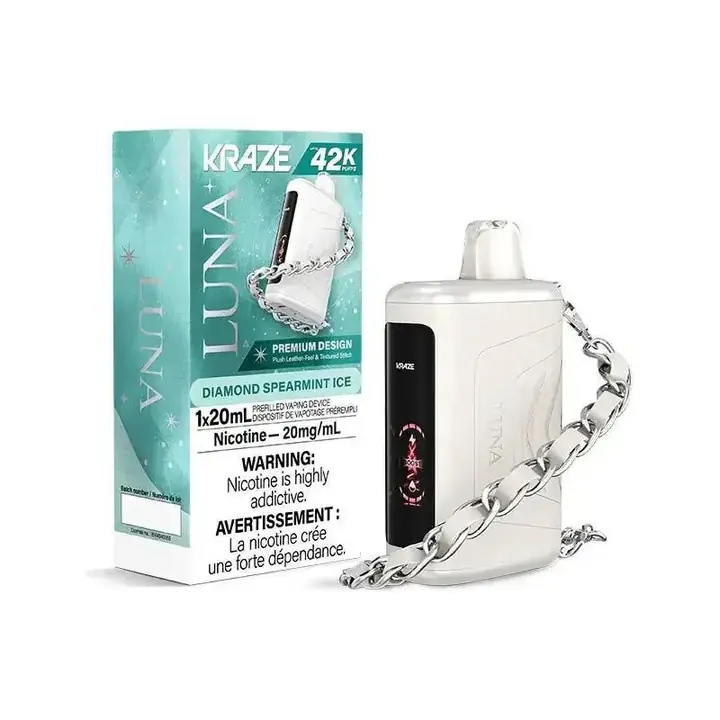 KRAZE UP TO 42K PUFFS
LUNA
LUNA
PREMIUM DESIGN
Plush Leather-Feel & Textured Stitch
DIAMOND SPEARMINT ICE
1x20mL PREFILLED VAPING DEVICE
DISPOSITIF DE VAPOTAGE PRÉREMPLI
Nicotine — 20mg/mL
WARNING:
Nicotine is highly
addictive.
AVERTISSEMENT :
La nicotine crée
une forte dépendance.
Batch number / Numéro de lot
KRAZE
LUNA